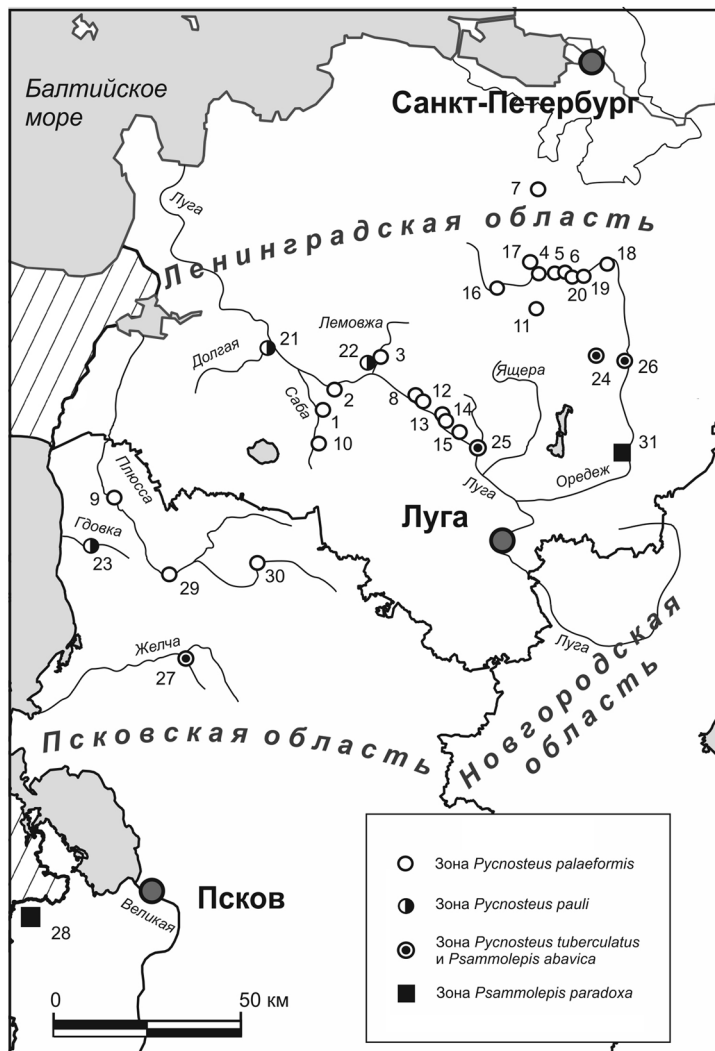 Балтийское
море
Санкт-Петербург
Луга
7
Ленинградская область
17
4
5
6
18
16
20
19
11
Лемовжа
21
Долгая
22
3
Ящера
24
26
8
12
2
Саба
1
13
14
10
15
25
31
Оредеж
Луга
Плюсса
9
Луга
Гдовка
23
29
30
Желча
27
Луга
Новгородская
область
Псковская область
Псков
Великая
28
0
50 км
Зона Pycnosteus palaeformis
Зона Pycnosteus pauli
Зона Pycnosteus tuberculatus
и Psammolepis abavica
Зона Psammolepis paradoxa